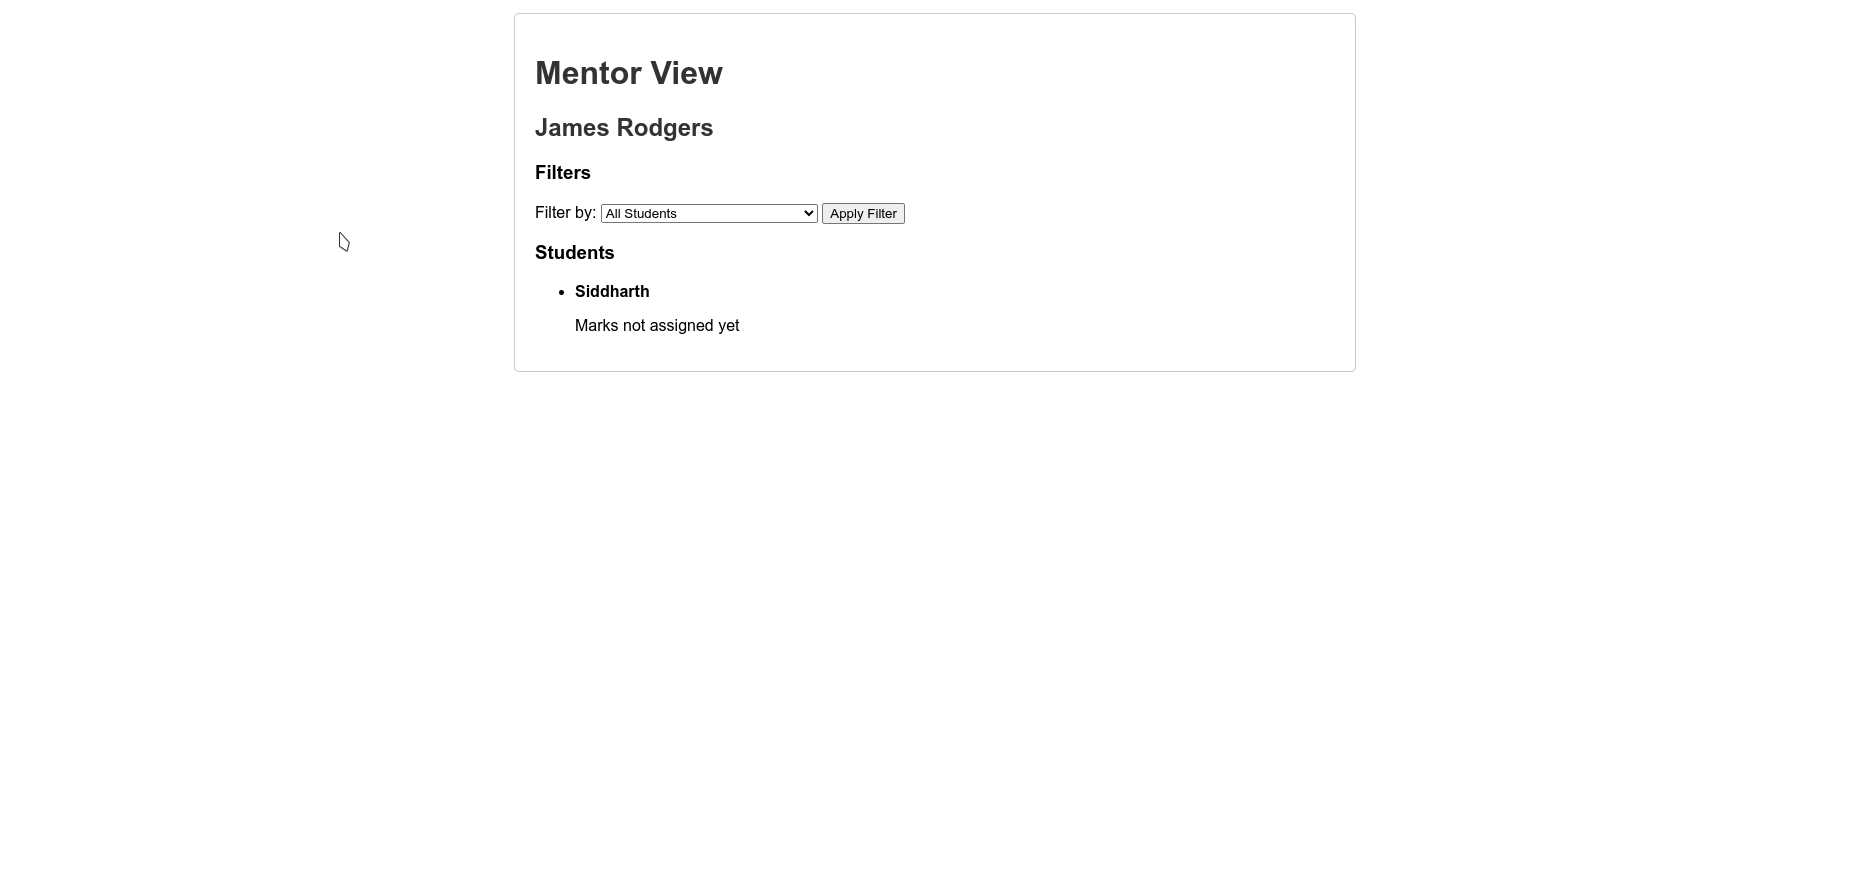 Mentor View
James Rodgers
Filters
Filter by: All Students Apply Filter
Students
Siddharth
Marks not assigned yet